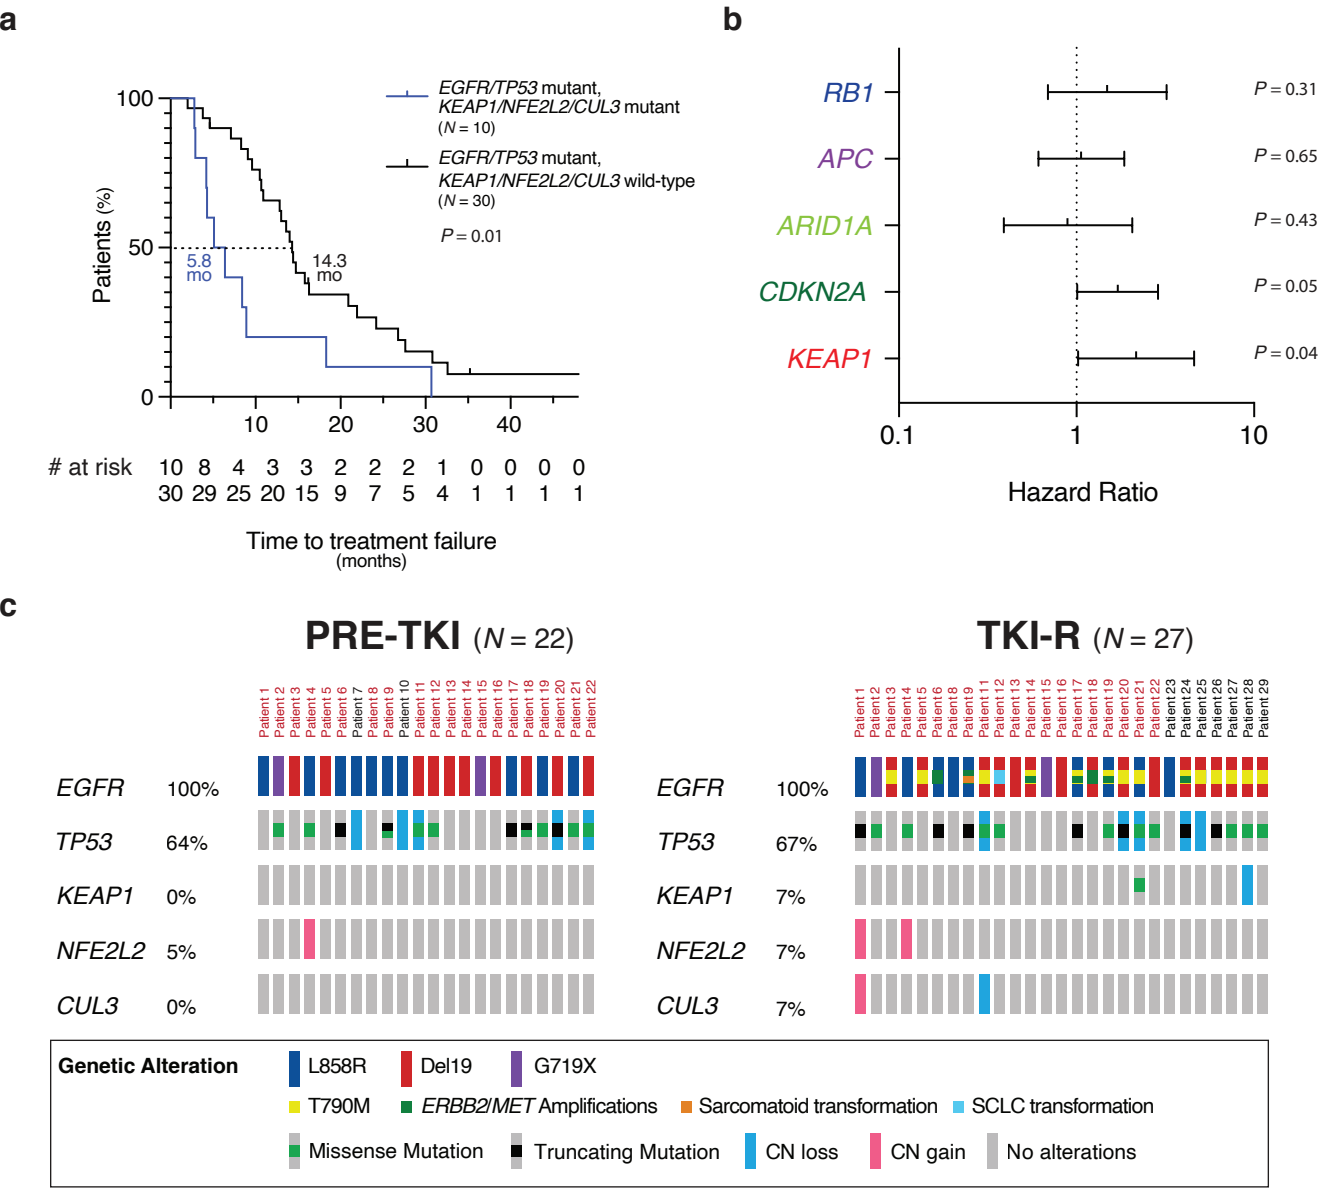 a
100
50
0
Patients (%)
EGFR/TP53 mutant,
KEAP1/NFE2L2/CUL3 mutant
(N = 10)
EGFR/TP53 mutant,
KEAP1/NFE2L2/CUL3 wild-type
(N = 30)
P = 0.01
5.8
mo
14.3
mo
10 20 30 40
# at risk 10 8 4 3 3 2 2 2 1 0 0 0 0
30 29 25 20 15 9 7 5 4 1 1 1 1
Time to treatment failure
(months)
b
RB1 P = 0.31
APC P = 0.65
ARID1A P = 0.43
CDKN2A P = 0.05
KEAP1 P = 0.04
0.1 1 10
Hazard Ratio
c
PRE-TKI (N = 22)
Patient 1 Patient 2 Patient 3 Patient 4 Patient 5 Patient 6 Patient 7 Patient 8 Patient 9 Patient 10 Patient 11 Patient 12 Patient 13 Patient 14 Patient 15 Patient 16 Patient 17 Patient 18 Patient 19 Patient 20 Patient 21 Patient 22
EGFR 100%
TP53 64%
KEAP1 0%
NFE2L2 5%
CUL3 0%
TKI-R (N = 27)
Patient 1 Patient 2 Patient 3 Patient 4 Patient 5 Patient 6 Patient 8 Patient 9 Patient 11 Patient 12 Patient 13 Patient 14 Patient 15 Patient 16 Patient 17 Patient 18 Patient 19 Patient 20 Patient 21 Patient 22 Patient 23 Patient 24 Patient 25 Patient 26 Patient 27 Patient 28 Patient 29
EGFR 100%
TP53 67%
KEAP1 7%
NFE2L2 7%
CUL3 7%
Genetic Alteration L858R Del19 G719X
T790M ERBB2/MET Amplifications Sarcomatoid transformation SCLC transformation
Missense Mutation Truncating Mutation CN loss CN gain No alterations